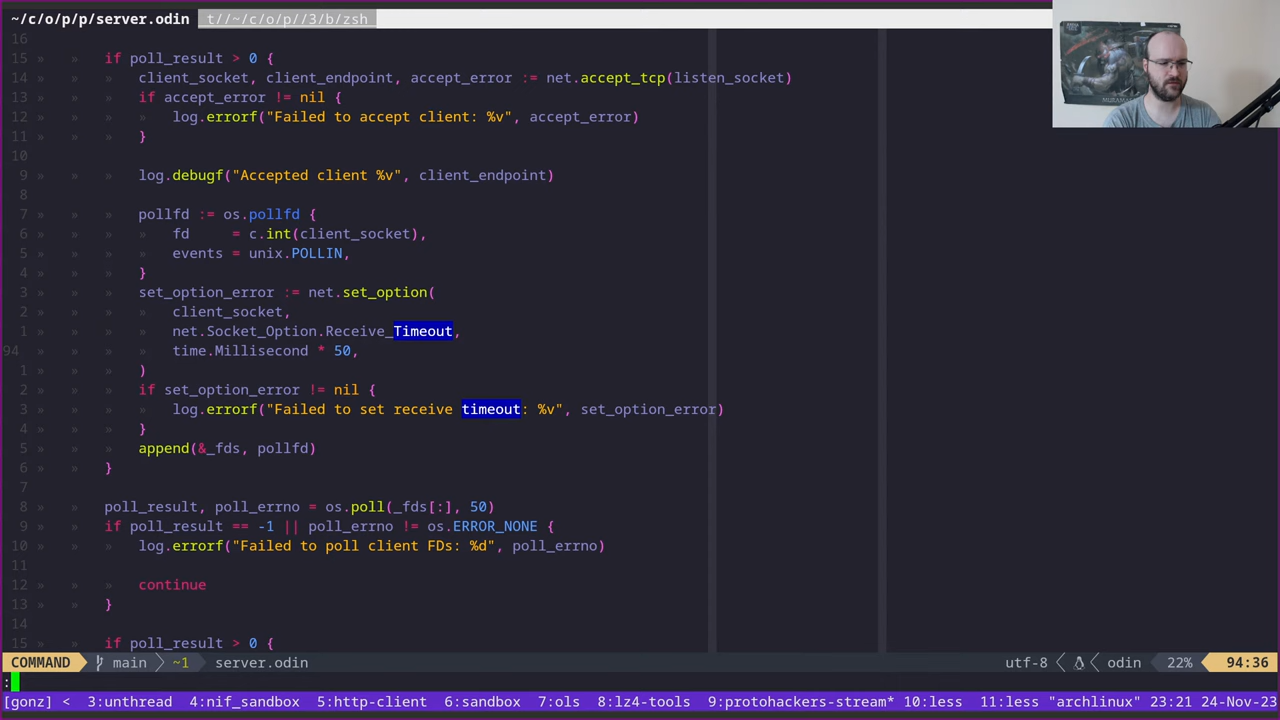 ~/c/o/p/p/server.odin t//~/c/o/p//3/b/zsh
16
15 » » if poll_result > 0 {
14 » » » client_socket, client_endpoint, accept_error := net.accept_tcp(listen_socket)
13 » » » if accept_error != nil {
12 » » » » log.errorf("Failed to accept client: %v", accept_error)
11 » » » }
10
9 » » » log.debugf("Accepted client %v", client_endpoint)
8
7 » » » pollfd := os.pollfd {
6 » » » » fd     = c.int(client_socket),
5 » » » » events = unix.POLLIN,
4 » » » }
3 » » » set_option_error := net.set_option(
2 » » » » client_socket,
1 » » » » net.Socket_Option.Receive_Timeout,
94 » » » » time.Millisecond * 50,
1 » » » )
2 » » » if set_option_error != nil {
3 » » » » log.errorf("Failed to set receive timeout: %v", set_option_error)
4 » » » }
5 » » » append(&_fds, pollfd)
6 » » }
7
8 » » poll_result, poll_errno = os.poll(_fds[:], 50)
9 » » if poll_result == -1 || poll_errno != os.ERROR_NONE {
10 » » » log.errorf("Failed to poll client FDs: %d", poll_errno)
11
12 » » » continue
13 » » }
14
15 » » if poll_result > 0 {
COMMAND main ~1 server.odin utf-8 odin 22% 94:36
:
[gonz] < 3:unthread 4:nif_sandbox 5:http-client 6:sandbox 7:ols 8:lz4-tools 9:protohackers-stream* 10:less 11:less "archlinux" 23:21 24-Nov-23